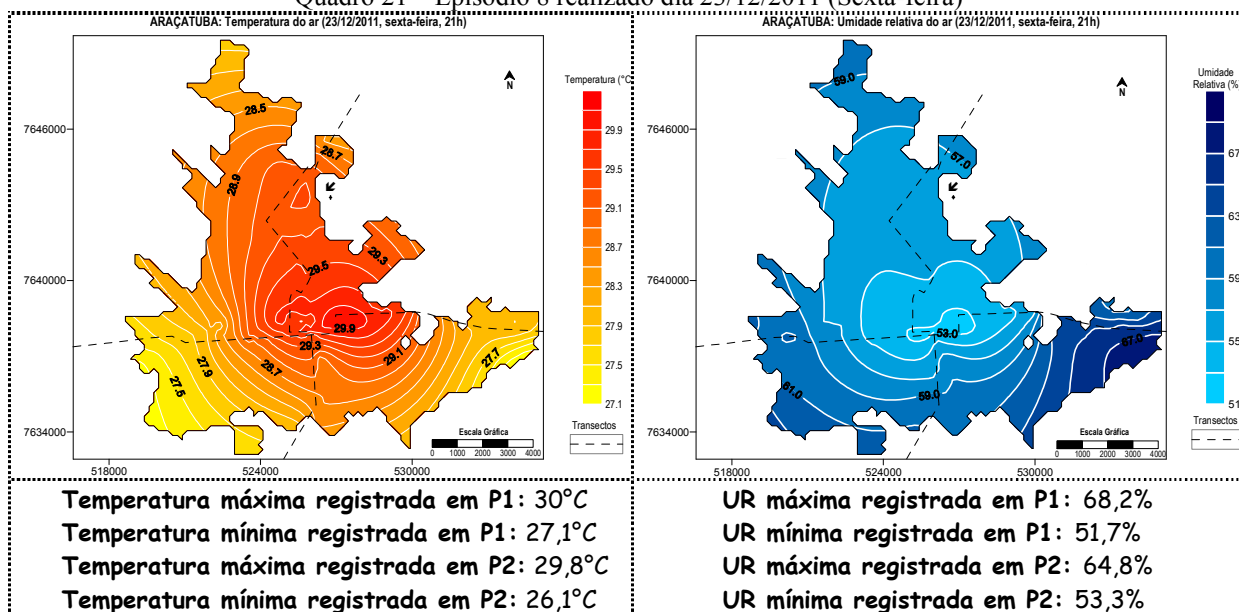 Quadro 21 – Episódio 8 realizado dia 23/12/2011 (Sexta-feira)
ARAÇATUBA: Temperatura do ar (23/12/2011, sexta-feira, 21h)
Temperatura (°C
N
7646000
7640000
7634000
518000
524000
530000
28.5
28.7
28.9
29.5
29.3
29.9
29.3
29.1
28.7
27.9
27.5
27.7
29.9
29.5
29.1
28.7
28.3
27.9
27.5
27.1
Transectos
Escala Gráfica
0 1000 2000 3000 4000
ARAÇATUBA: Umidade relativa do ar (23/12/2011, sexta-feira, 21h)
Umidade
Relativa (%
N
7646000
7640000
7634000
518000
524000
530000
59.0
57.0
53.0
67.0
61.0
59.0
67
63
59
55
51
Transectos
Escala Gráfica
0 1000 2000 3000 4000
Temperatura máxima registrada em P1: 30°C
Temperatura mínima registrada em P1: 27,1°C
Temperatura máxima registrada em P2: 29,8°C
Temperatura mínima registrada em P2: 26,1°C
UR máxima registrada em P1: 68,2%
UR mínima registrada em P1: 51,7%
UR máxima registrada em P2: 64,8%
UR mínima registrada em P2: 53,3%